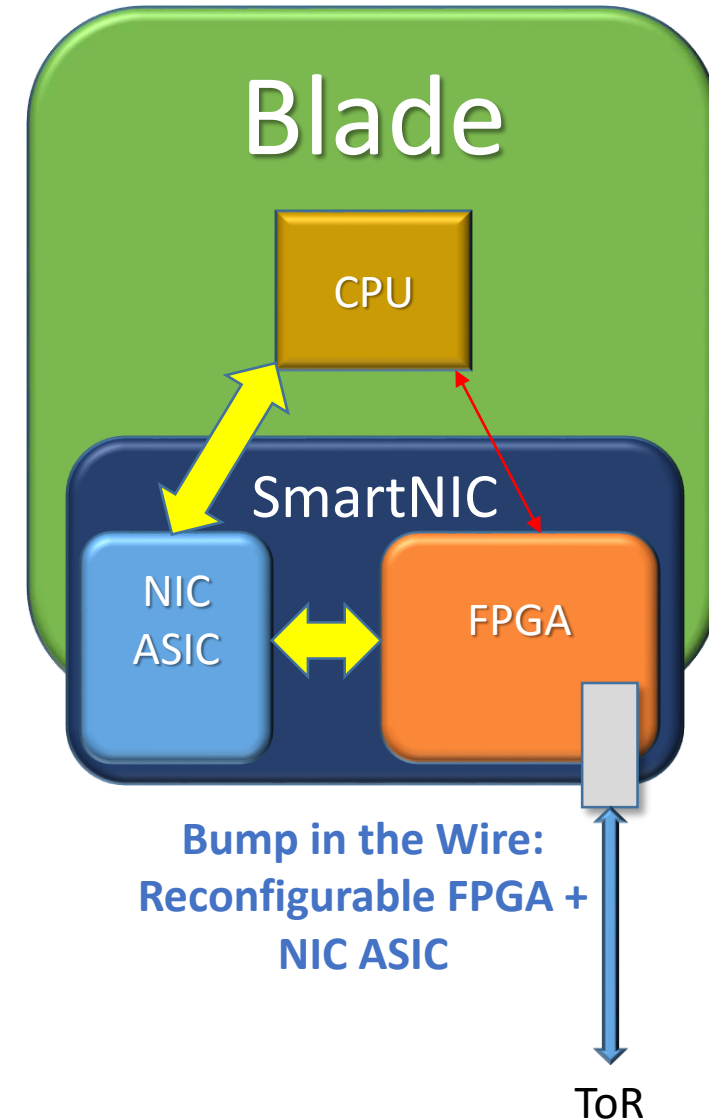 Blade
CPU
SmartNIC
NIC
ASIC
FPGA
Bump in the Wire:
Reconfigurable FPGA +
NIC ASIC
ToR